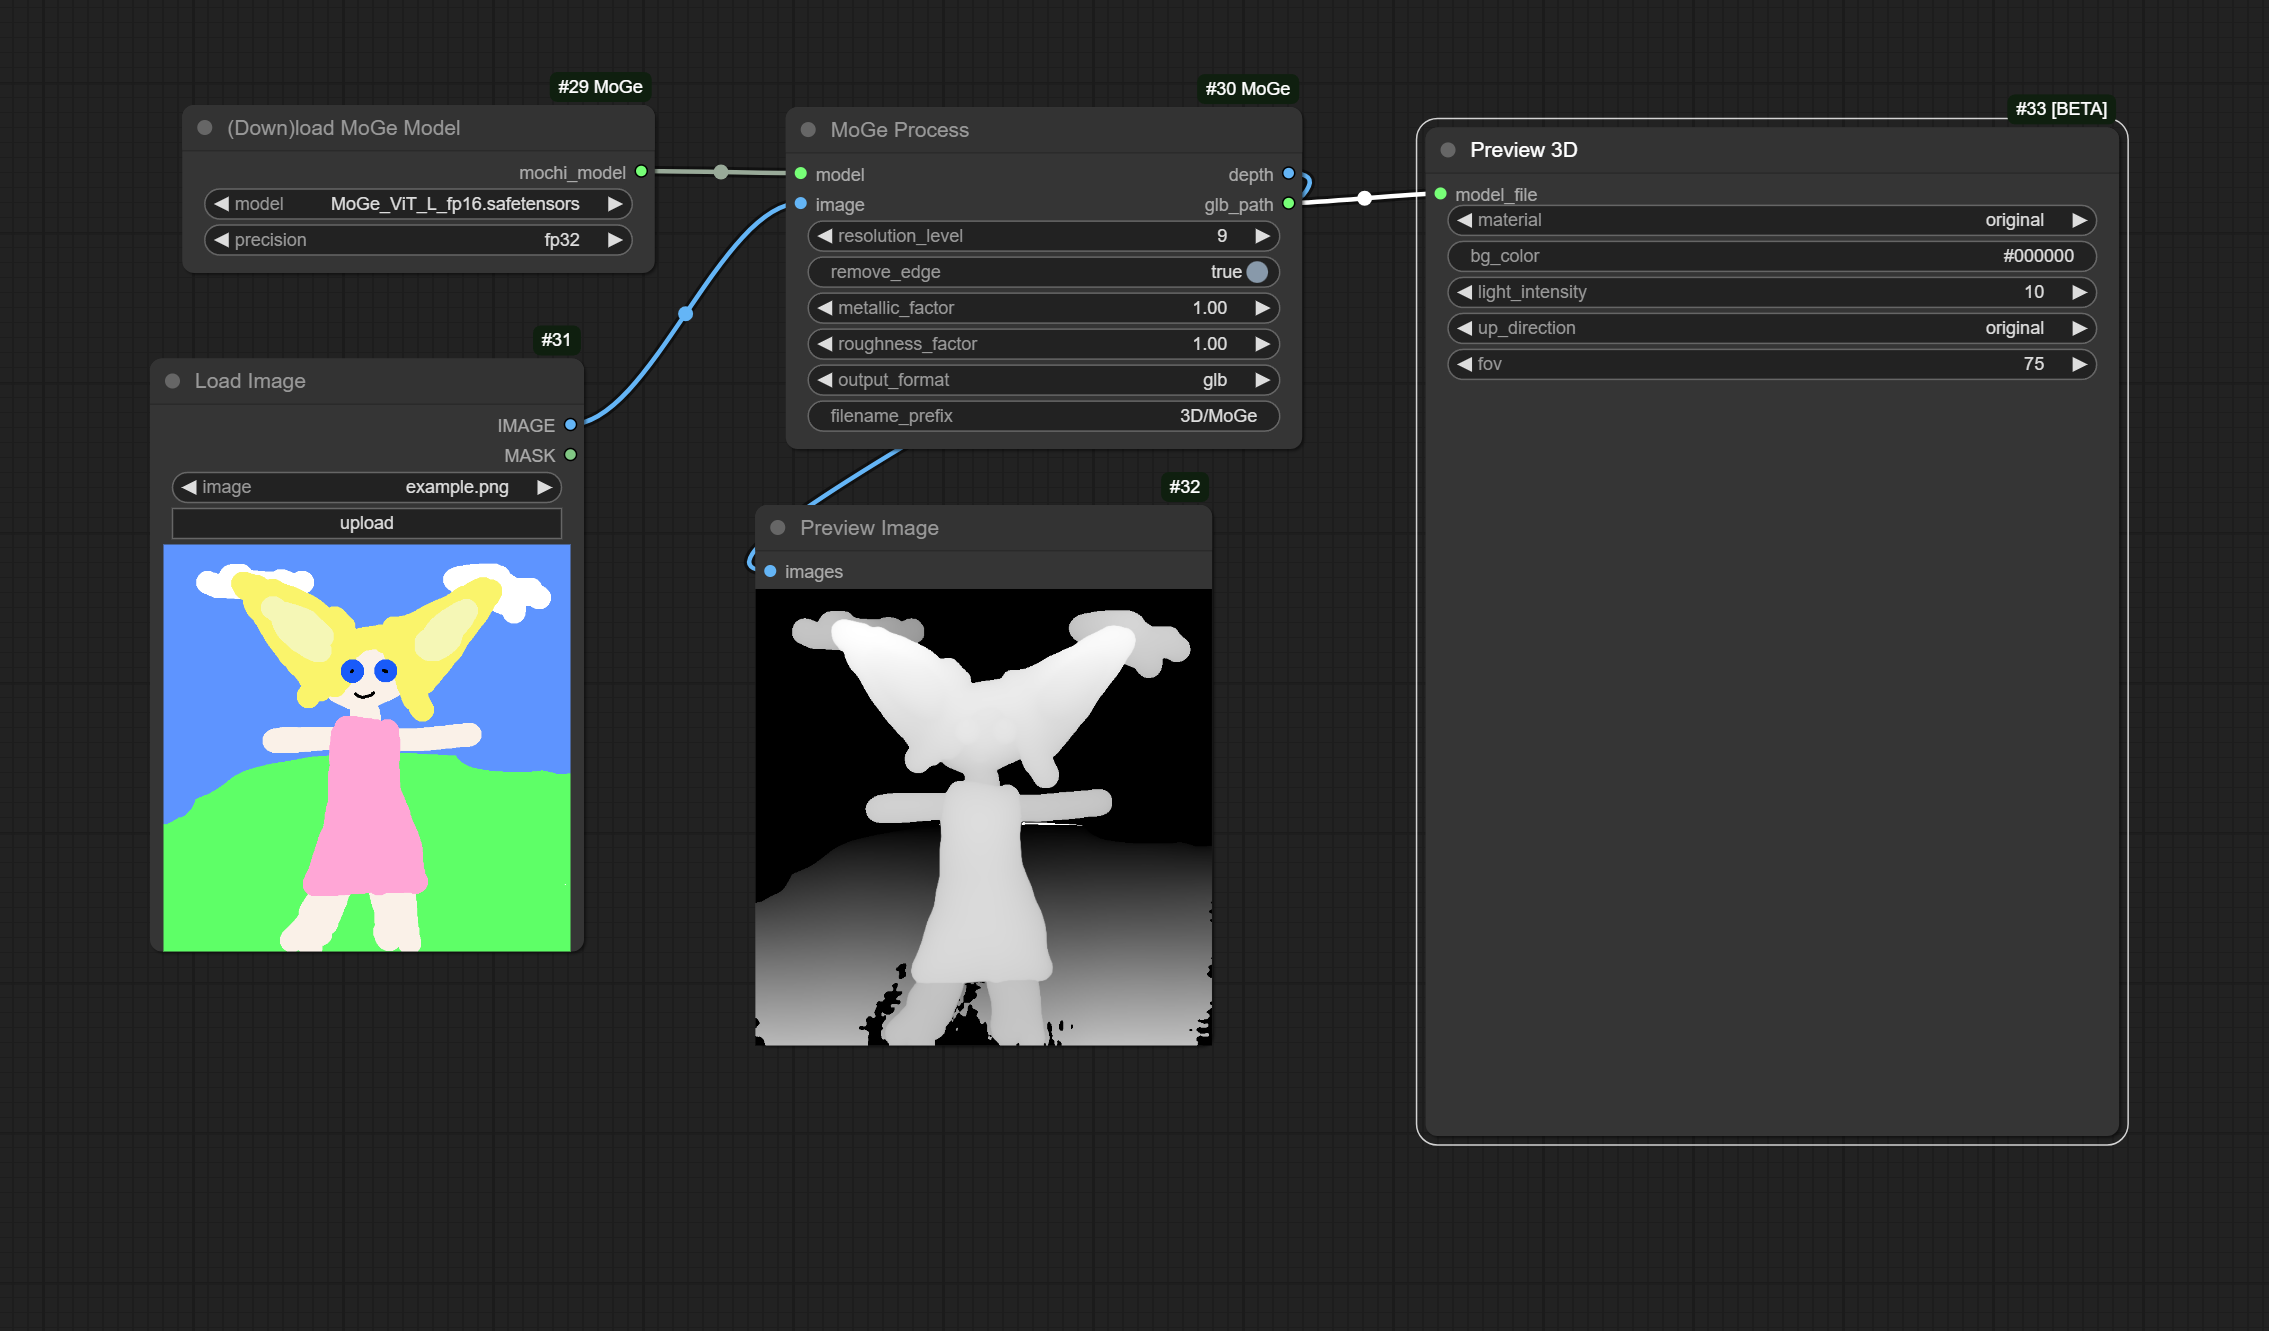 #29 MoGe
(Down)load MoGe Model
mochi_model
model MoGe_ViT_L_fp16.safetensors
precision fp32
#31
Load Image
IMAGE
MASK
image example.png
upload
#30 MoGe
MoGe Process
model depth
image glb_path
resolution_level 9
remove_edge true
metallic_factor 1.00
roughness_factor 1.00
output_format glb
filename_prefix 3D/MoGe
#32
Preview Image
images
#33 [BETA]
Preview 3D
model_file
material original
bg_color #000000
light_intensity 10
up_direction original
fov 75